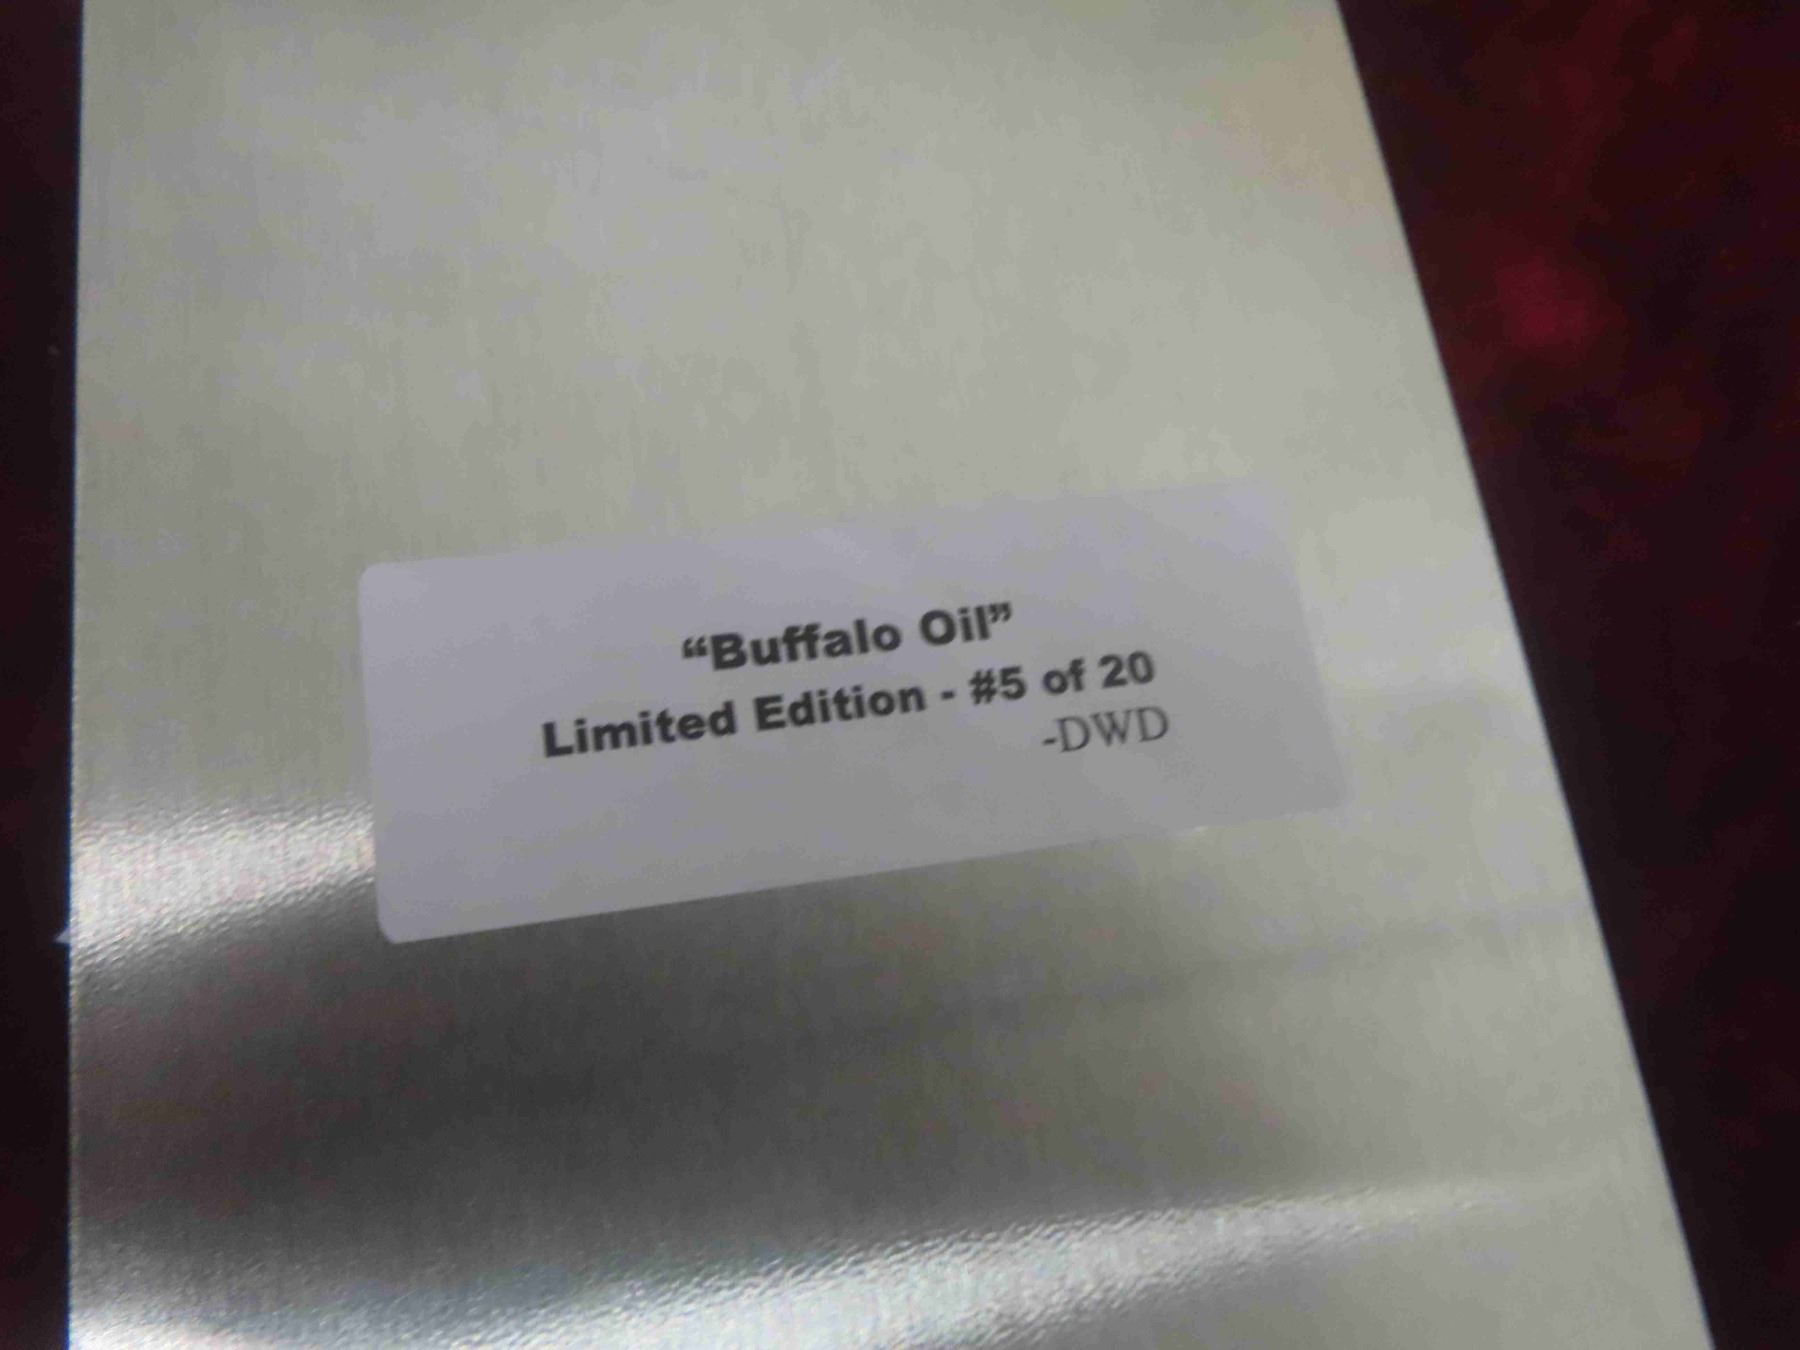 “Buffalo Oil”
Limited Edition - #5 of 20
-DWD